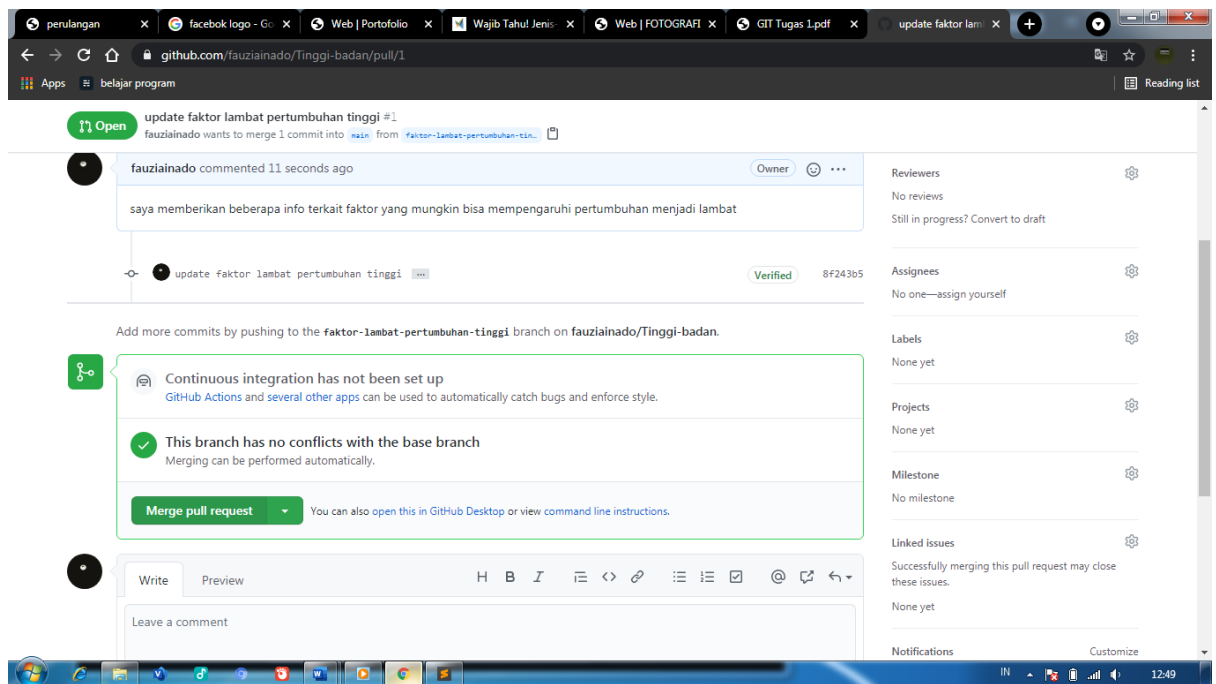 perulangan
facebok logo - Go
Web | Portofolio
Wajib Tahu! Jenis-
Web | FOTOGRAFI
GIT Tugas 1.pdf
update faktor lam
github.com/fauziainado/Tinggi-badan/pull/1
Apps
belajar program
Reading list
Open
update faktor lambat pertumbuhan tinggi #1
fauziainado wants to merge 1 commit into main from faktor-lambat-pertumbuhan-tin…
fauziainado commented 11 seconds ago
Owner
saya memberikan beberapa info terkait faktor yang mungkin bisa mempengaruhi pertumbuhan menjadi lambat
update faktor lambat pertumbuhan tinggi
Verified
8f243b5
Add more commits by pushing to the faktor-lambat-pertumbuhan-tinggi branch on fauziainado/Tinggi-badan.
Continuous integration has not been set up
GitHub Actions and several other apps can be used to automatically catch bugs and enforce style.
This branch has no conflicts with the base branch
Merging can be performed automatically.
Merge pull request
You can also open this in GitHub Desktop or view command line instructions.
Write
Preview
H B I
Leave a comment
Reviewers
No reviews
Still in progress? Convert to draft
Assignees
No one—assign yourself
Labels
None yet
Projects
None yet
Milestone
No milestone
Linked issues
Successfully merging this pull request may close
these issues.
None yet
Notifications
Customize
IN
12:49